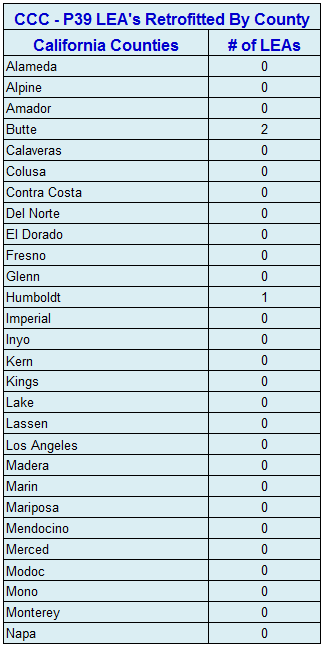 CCC - P39 LEA's Retrofitted By County
California Counties # of LEAs
Alameda 0
Alpine 0
Amador 0
Butte 2
Calaveras 0
Colusa 0
Contra Costa 0
Del Norte 0
El Dorado 0
Fresno 0
Glenn 0
Humboldt 1
Imperial 0
Inyo 0
Kern 0
Kings 0
Lake 0
Lassen 0
Los Angeles 0
Madera 0
Marin 0
Mariposa 0
Mendocino 0
Merced 0
Modoc 0
Mono 0
Monterey 0
Napa 0